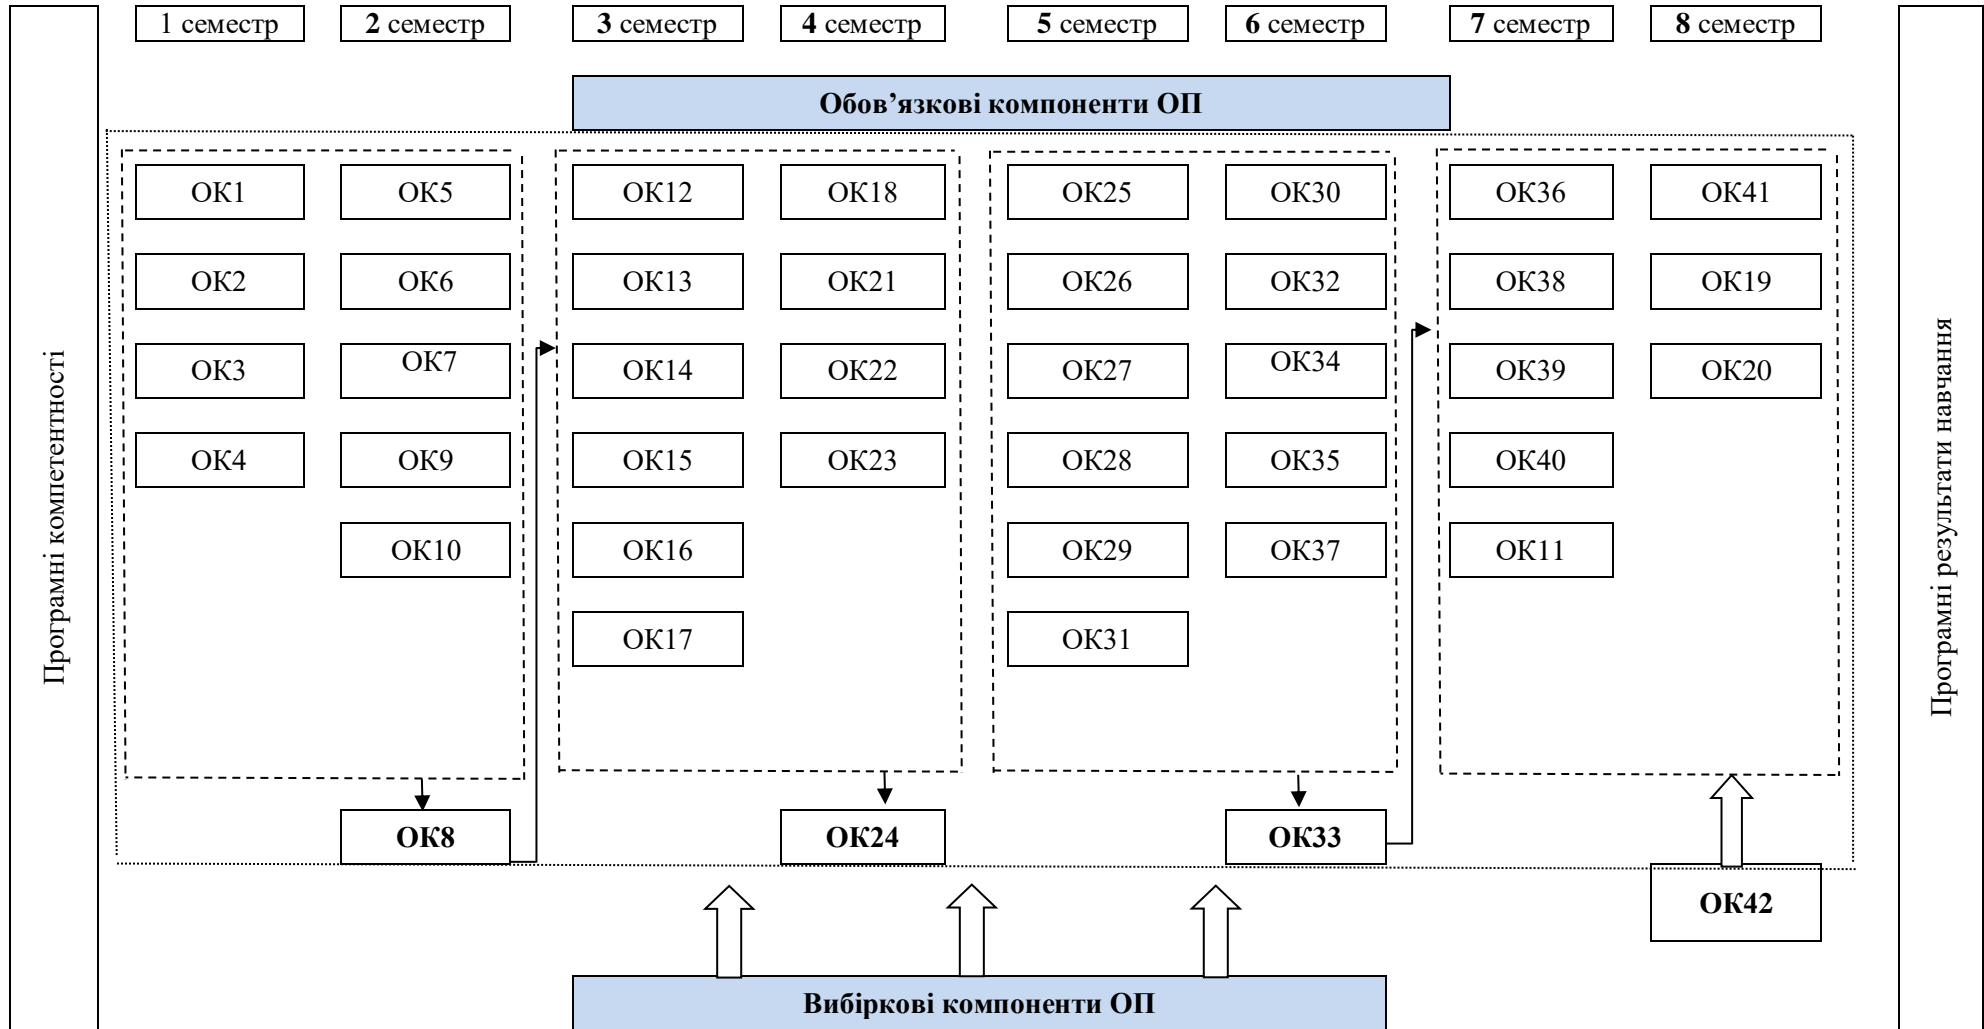 1 семестр
2 семестр
3 семестр
4 семестр
5 семестр
6 семестр
7 семестр
8 семестр
Обов’язкові компоненти ОП
Програмні компетентності
Програмні результати навчання
ОК1
ОК5
ОК12
ОК18
ОК25
ОК30
ОК36
ОК41
ОК2
ОК6
ОК13
ОК21
ОК26
ОК32
ОК38
ОК19
ОК3
ОК7
ОК14
ОК22
ОК27
ОК34
ОК39
ОК20
ОК4
ОК9
ОК15
ОК23
ОК28
ОК35
ОК40
ОК10
ОК16
ОК29
ОК37
ОК11
ОК17
ОК31
ОК8
ОК24
ОК33
ОК42
Вибіркові компоненти ОП